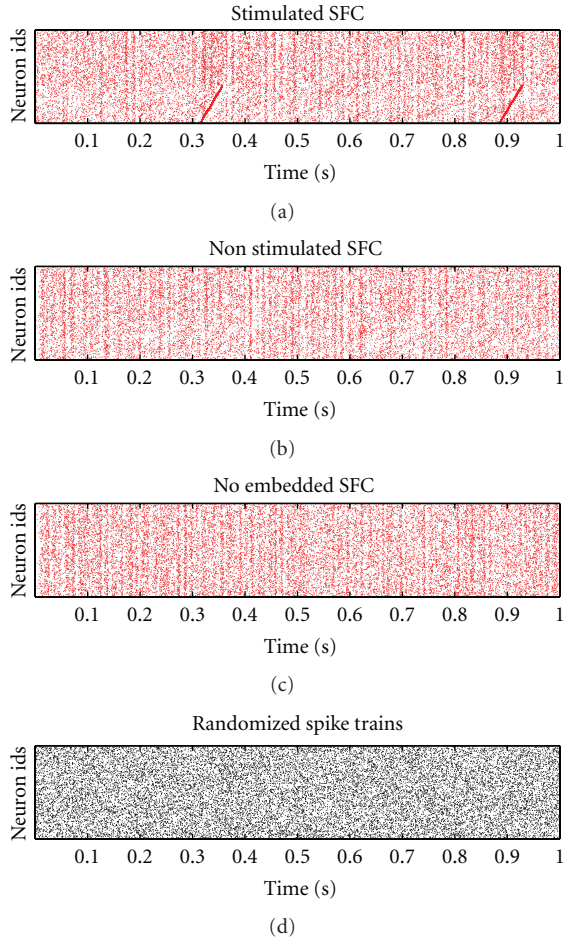 Stimulated SFC
Neuron ids
0.1 0.2 0.3 0.4 0.5 0.6 0.7 0.8 0.9 1
Time (s)
(a)
Non stimulated SFC
Neuron ids
0.1 0.2 0.3 0.4 0.5 0.6 0.7 0.8 0.9 1
Time (s)
(b)
No embedded SFC
Neuron ids
0.1 0.2 0.3 0.4 0.5 0.6 0.7 0.8 0.9 1
Time (s)
(c)
Randomized spike trains
Neuron ids
0.1 0.2 0.3 0.4 0.5 0.6 0.7 0.8 0.9 1
Time (s)
(d)